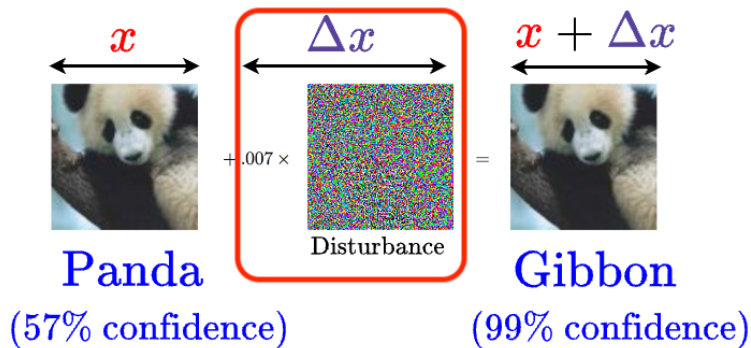 x Δx x + Δx
+ .007 × =
Disturbance
Panda Gibbon
(57% confidence) (99% confidence)